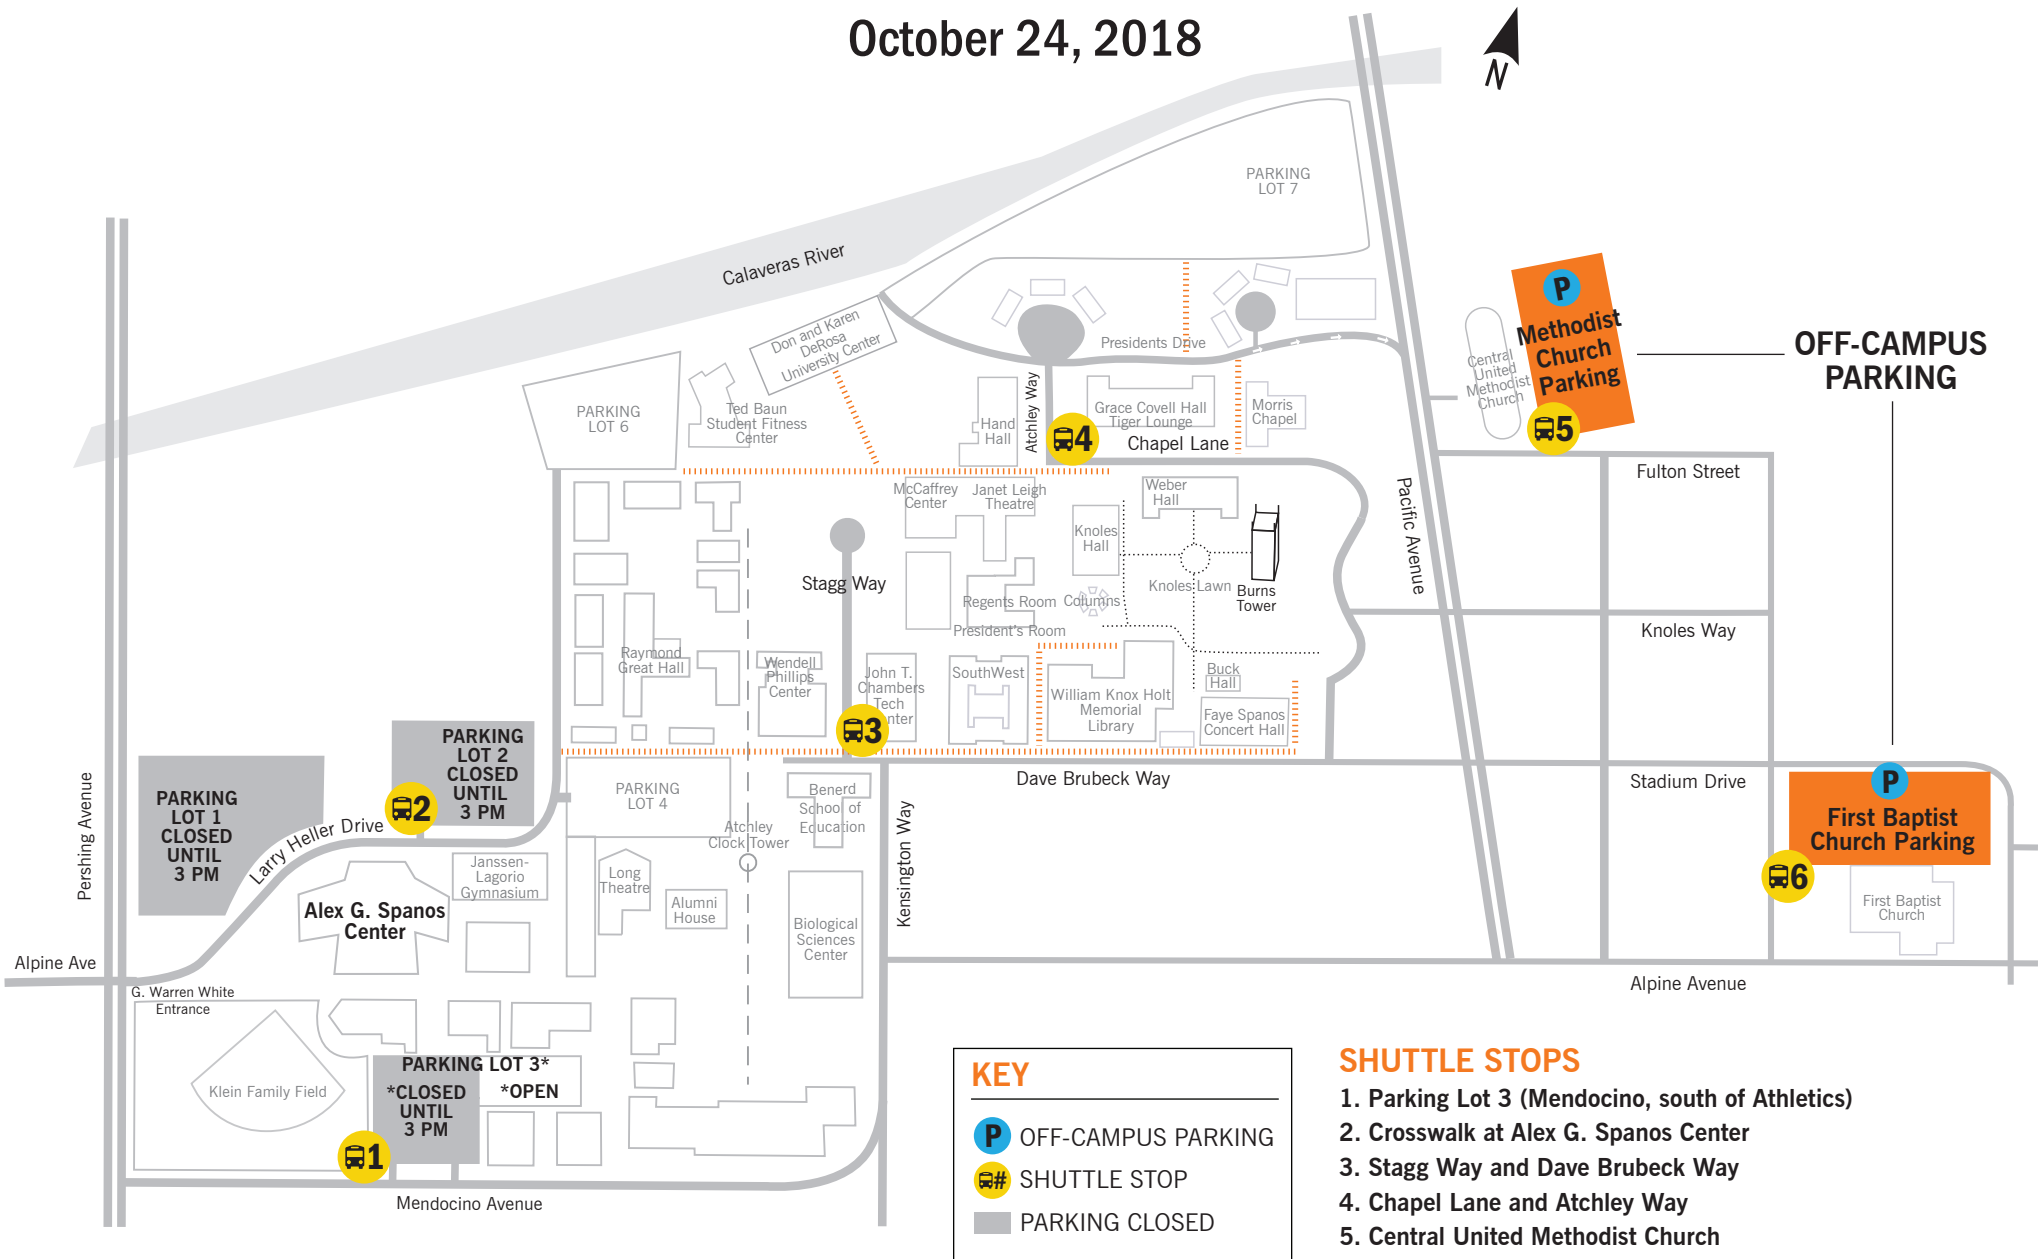 October 24, 2018
N
PARKING
LOT 7
Calaveras River
Don and Karen
DeRosa
University Center
Presidents Drive
P
Methodist
Church
Parking
Central
United
Methodist
Church
5
OFF-CAMPUS
PARKING
PARKING
LOT 6
Ted Baun
Student Fitness
Center
Hand
Hall
Atchley Way
4
Grace Covell Hall
Tiger Lounge
Morris
Chapel
Chapel Lane
Fulton Street
Pacific Avenue
McCaffrey
Center
Janet Leigh
Theatre
Weber
Hall
Knoles
Hall
Stagg Way
Knoles Lawn
Burns
Tower
Regents Room
Columns
President's Room
Knoles Way
Raymond
Great Hall
Wendell
Phillips
Center
John T.
Chambers
Tech
Center
3
SouthWest
William Knox Holt
Memorial
Library
Buck
Hall
Faye Spanos
Concert Hall
Dave Brubeck Way
Stadium Drive
P
First Baptist
Church Parking
6
First Baptist
Church
Pershing Avenue
PARKING
LOT 1
CLOSED
UNTIL
3 PM
PARKING
LOT 2
CLOSED
UNTIL
3 PM
2
Larry Heller Drive
PARKING
LOT 4
Benerd
School of
Education
Atchley
Clock Tower
Kensington Way
Janssen-
Lagorio
Gymnasium
Long
Theatre
Alumni
House
Alex G. Spanos
Center
Biological
Sciences
Center
Alpine Ave
Alpine Avenue
G. Warren White
Entrance
Klein Family Field
PARKING LOT 3*
*CLOSED
UNTIL
3 PM
*OPEN
1
Mendocino Avenue
KEY
P OFF-CAMPUS PARKING
# SHUTTLE STOP
PARKING CLOSED
SHUTTLE STOPS
1. Parking Lot 3 (Mendocino, south of Athletics)
2. Crosswalk at Alex G. Spanos Center
3. Stagg Way and Dave Brubeck Way
4. Chapel Lane and Atchley Way
5. Central United Methodist Church